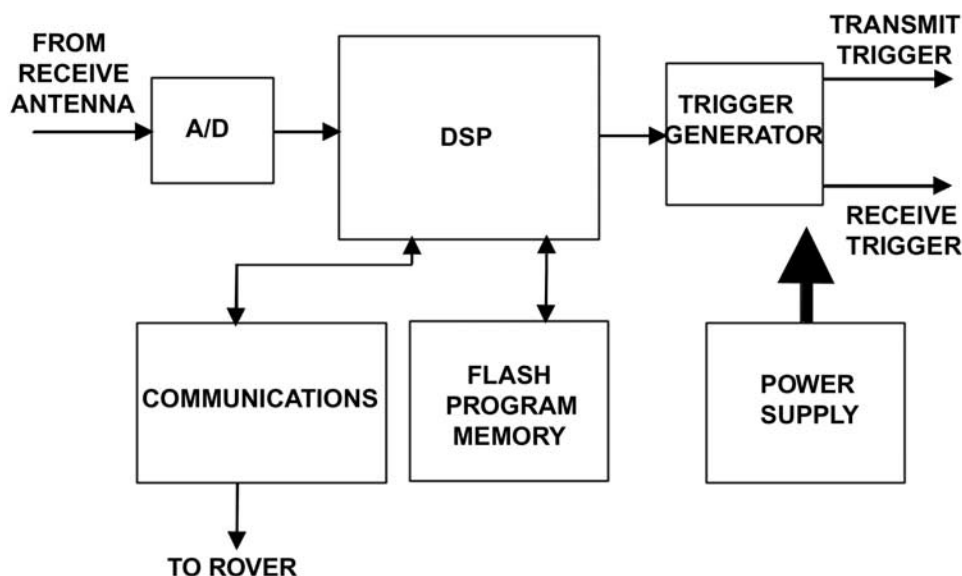 FROM
RECEIVE
ANTENNA
A/D
DSP
TRIGGER
GENERATOR
TRANSMIT
TRIGGER
RECEIVE
TRIGGER
COMMUNICATIONS
FLASH
PROGRAM
MEMORY
POWER
SUPPLY
TO ROVER